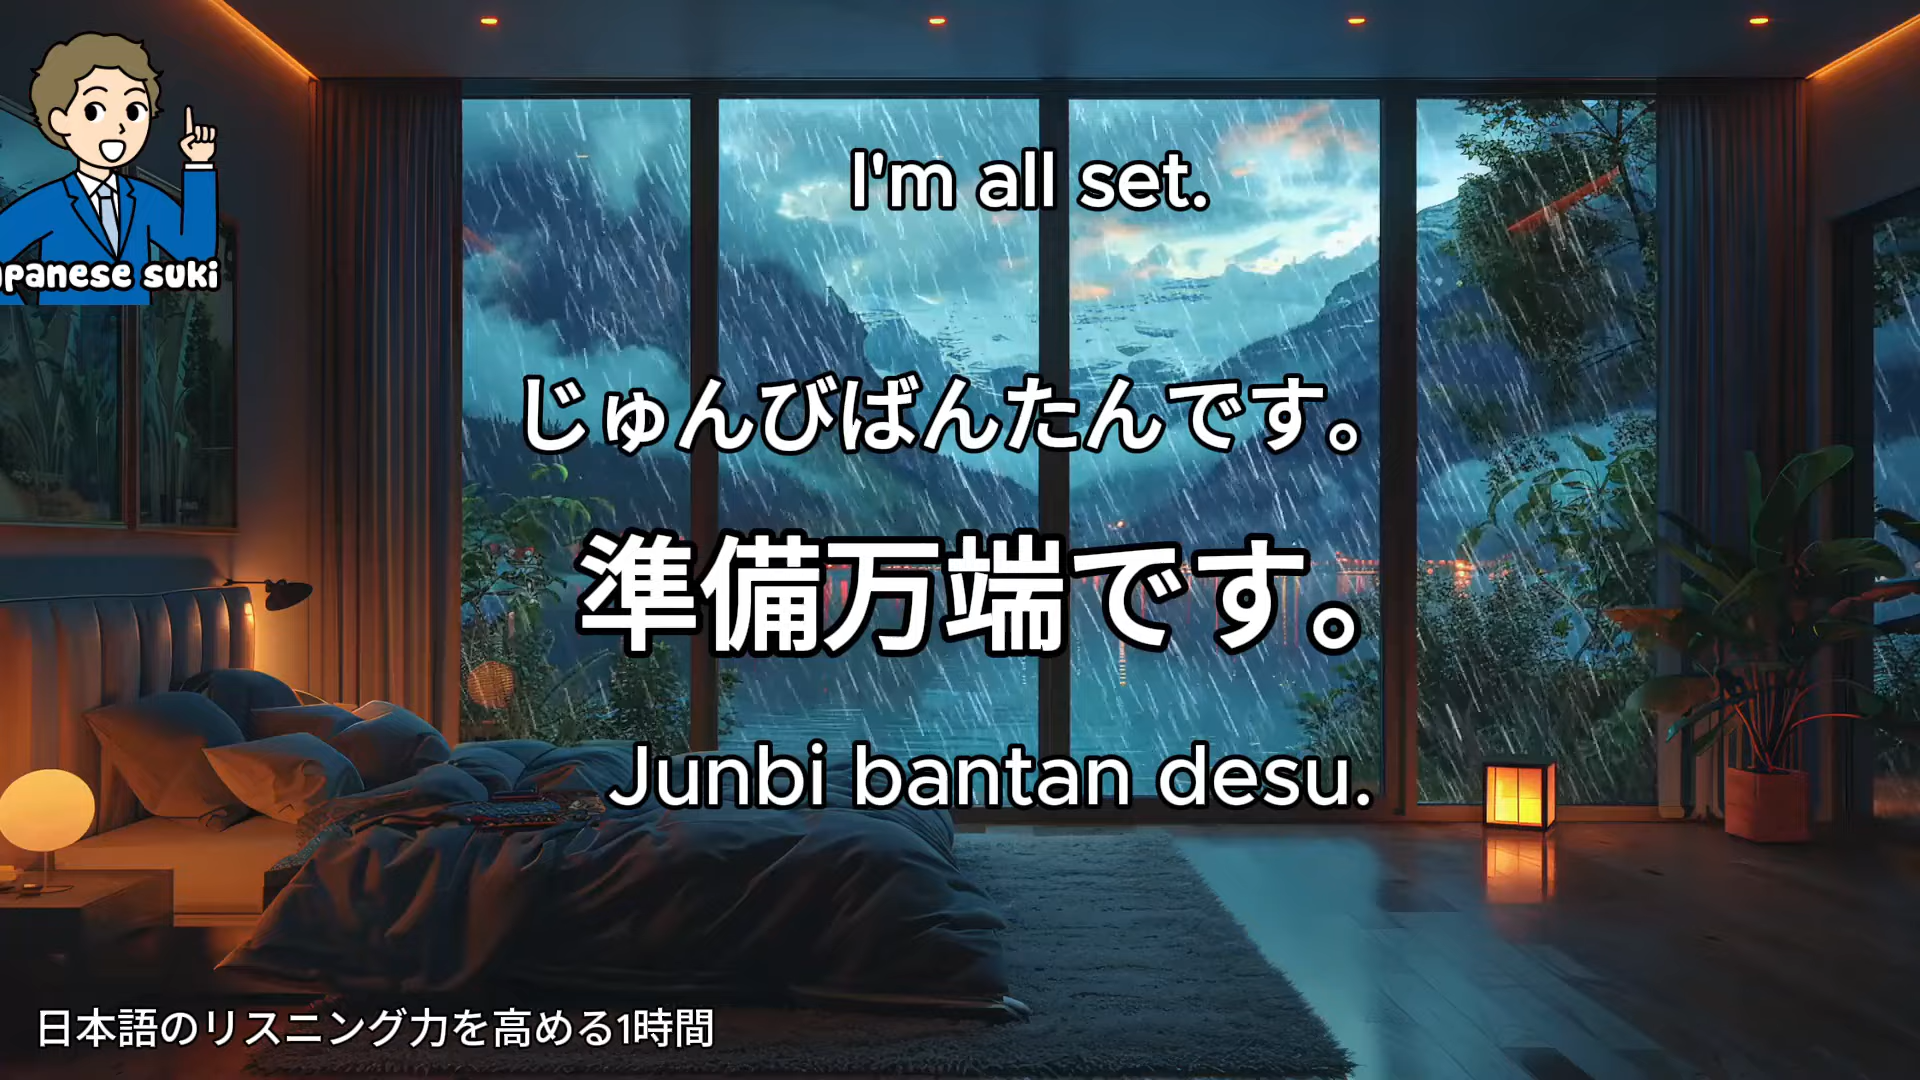 I'm all set.
apanese suki
じゅんびばんたんです。
準備万端です。
Junbi bantan desu.
日本語のリスニング力を高める1時間